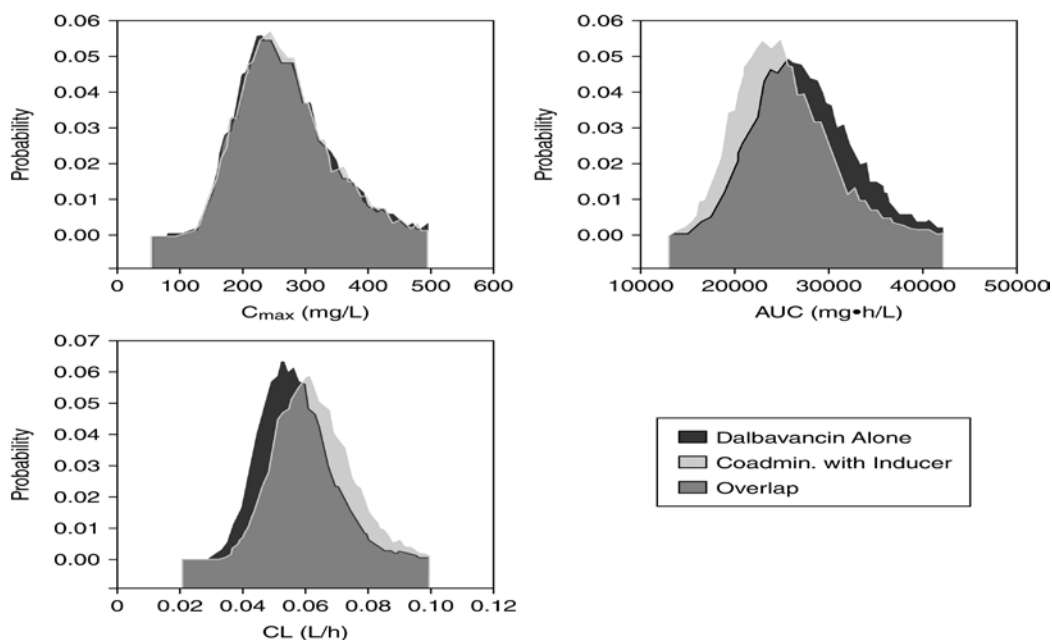 0.06
0.05
0.04
0.03
0.02
0.01
0.00
Probability
0 100 200 300 400 500 600
Cmax (mg/L)
0.06
0.05
0.04
0.03
0.02
0.01
0.00
Probability
10000 20000 30000 40000 50000
AUC (mg•h/L)
0.07
0.06
0.05
0.04
0.03
0.02
0.01
0.00
Probability
0 0.02 0.04 0.06 0.08 0.10 0.12
CL (L/h)
Dalbavancin Alone
Coadmin. with Inducer
Overlap